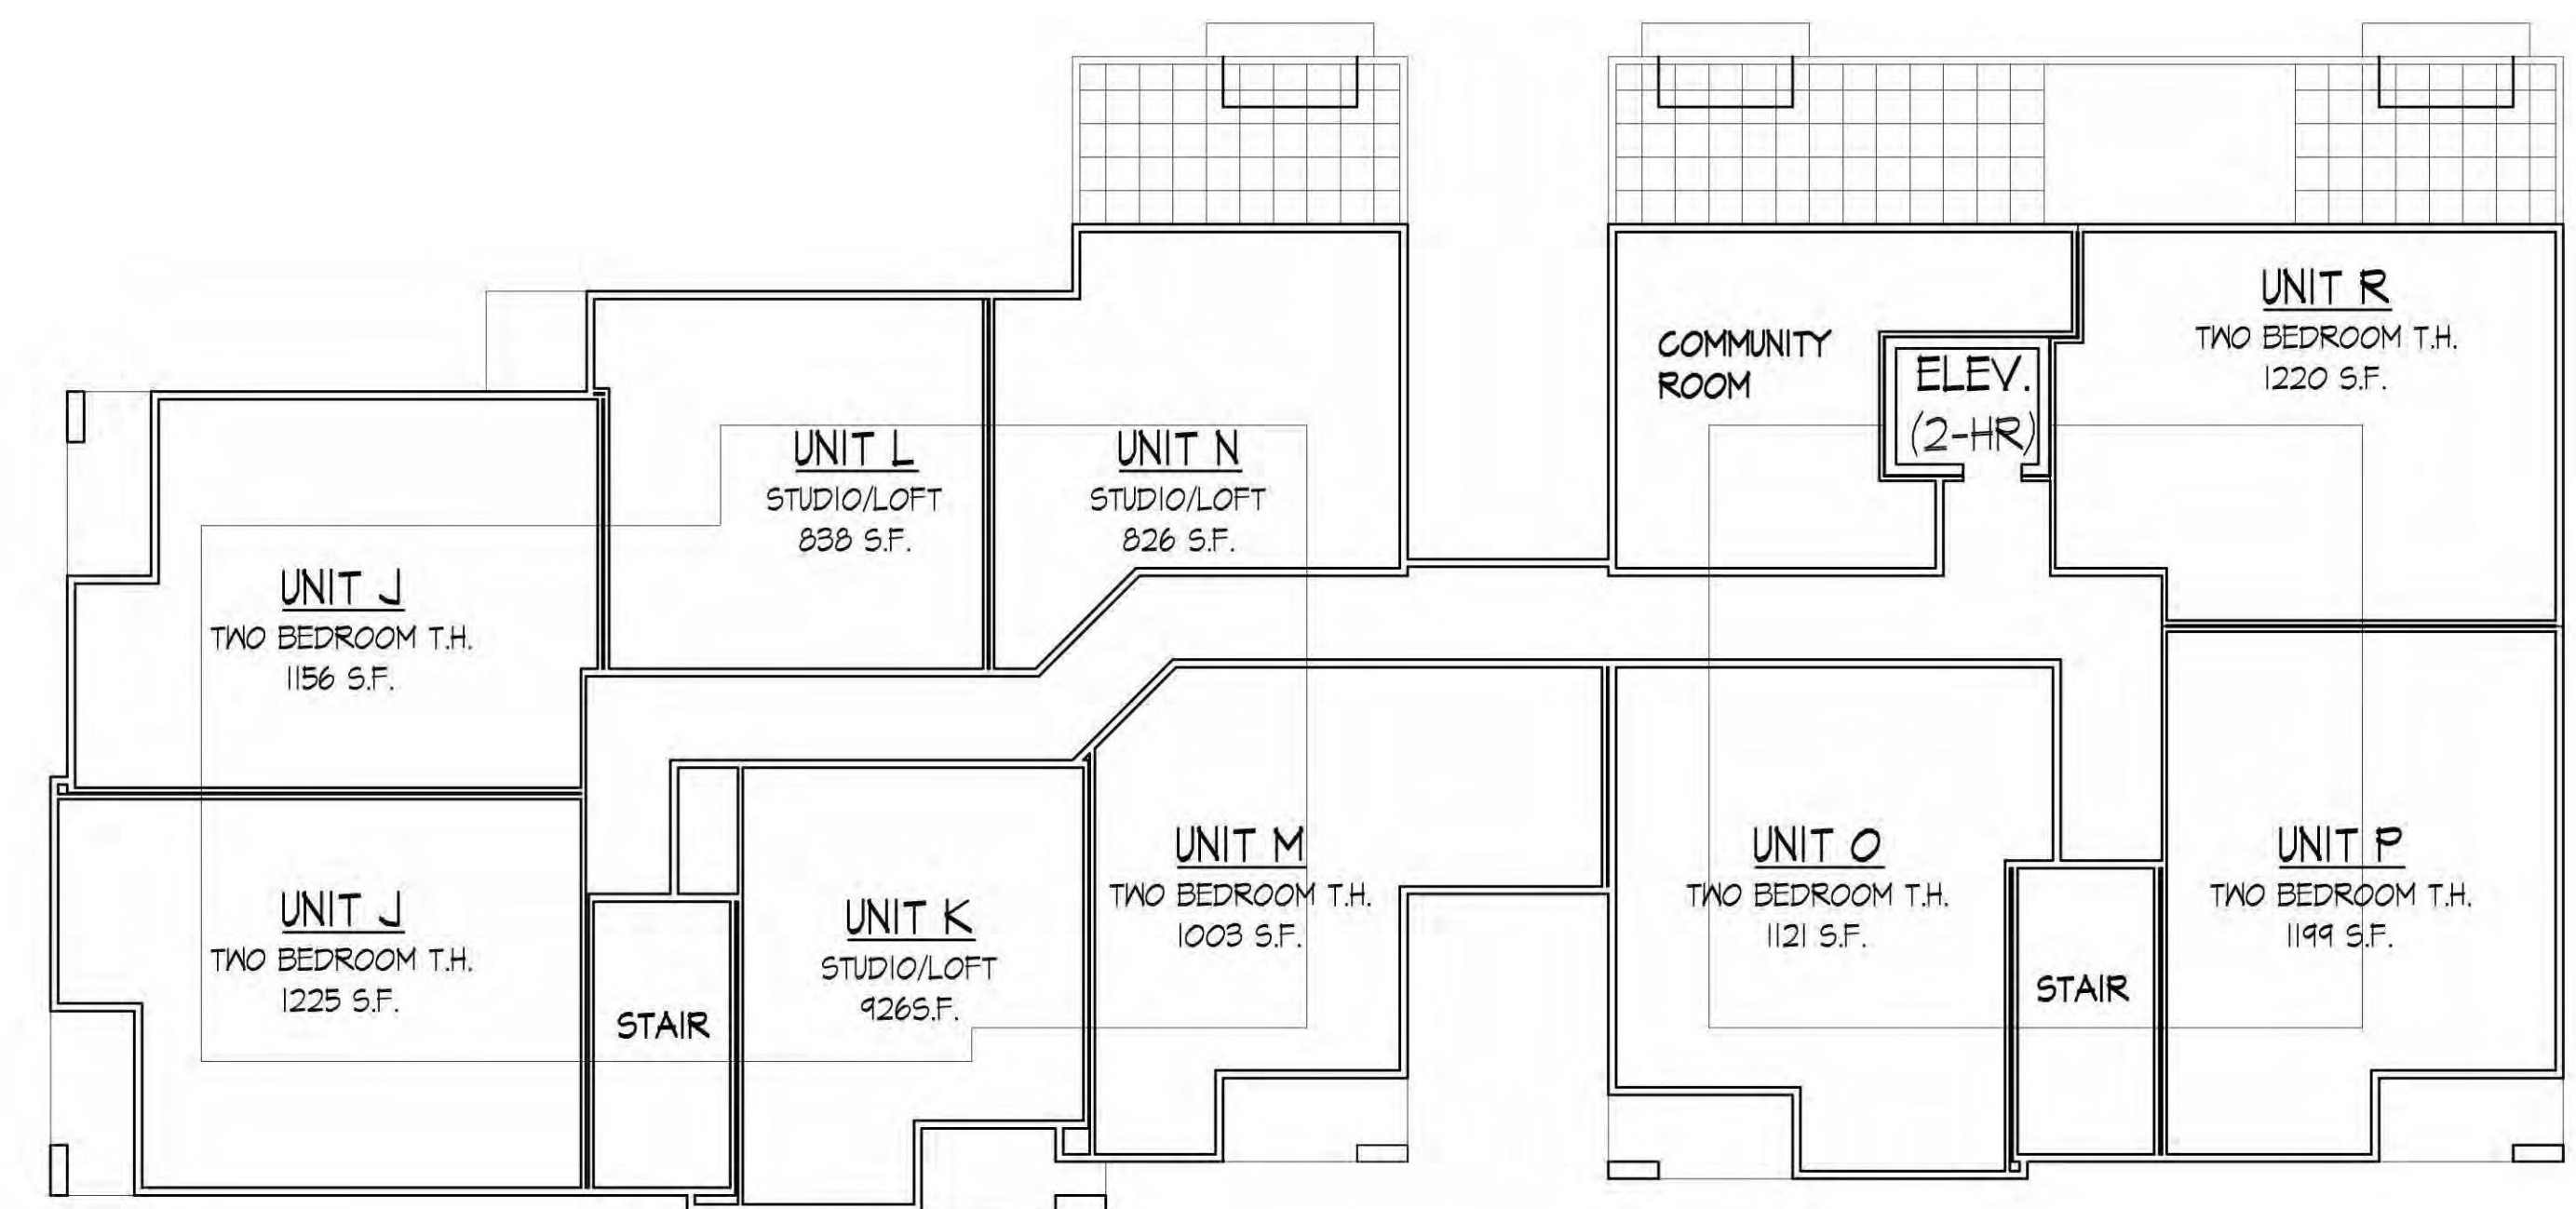 UNIT R
TWO BEDROOM T.H.
1220 S.F.
COMMUNITY
ROOM
ELEV.
(2-HR)
UNIT L
STUDIO/LOFT
838 S.F.
UNIT N
STUDIO/LOFT
826 S.F.
UNIT J
TWO BEDROOM T.H.
1156 S.F.
UNIT J
TWO BEDROOM T.H.
1225 S.F.
STAIR
UNIT K
STUDIO/LOFT
926S.F.
UNIT M
TWO BEDROOM T.H.
1003 S.F.
UNIT O
TWO BEDROOM T.H.
1121 S.F.
STAIR
UNIT P
TWO BEDROOM T.H.
1199 S.F.